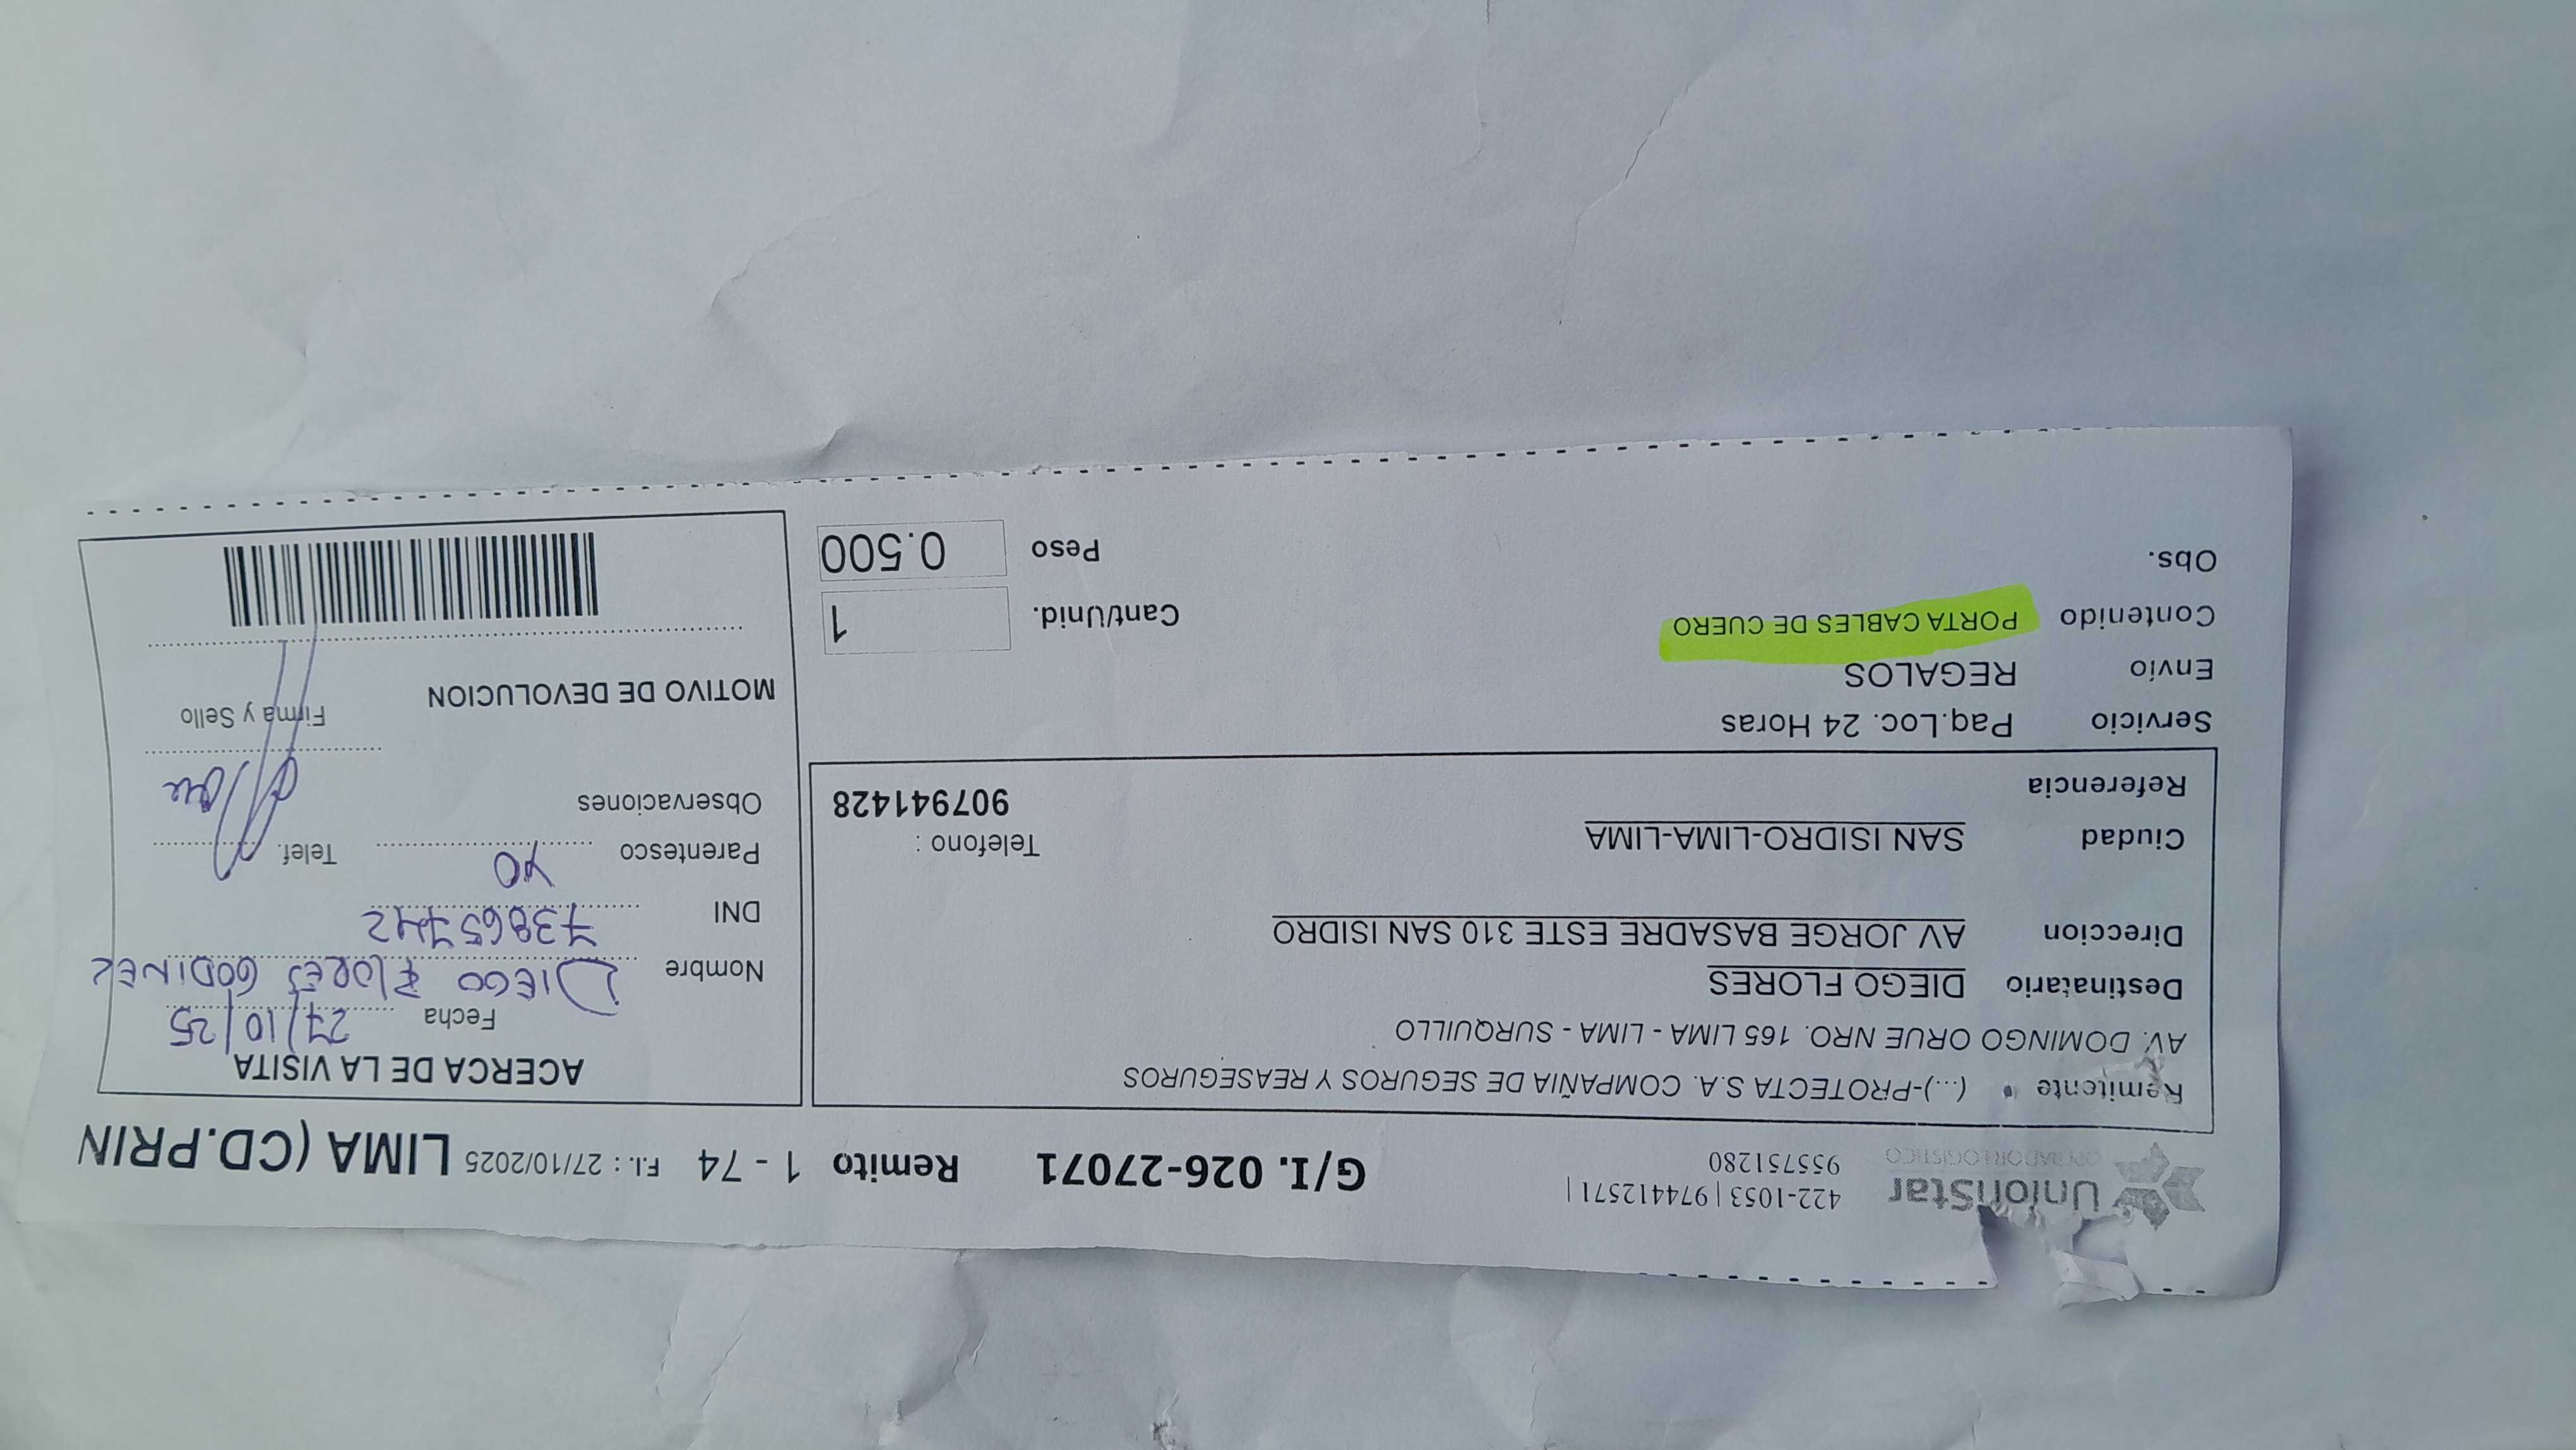 UnionStar
OPERADOR LOGISTICO
422-1053 | 974412571 |
955751280
G/I. 026-27071 Remito 1 - 74 F.I. : 27/10/2025 LIMA (CD.PRIN
Remitente (...)-PROTECTA S.A. COMPAÑIA DE SEGUROS Y REASEGUROS
AV. DOMINGO ORUE NRO. 165 LIMA - LIMA - SURQUILLO
Destinatario DIEGO FLORES
Direccion AV JORGE BASADRE ESTE 310 SAN ISIDRO
Ciudad SAN ISIDRO-LIMA-LIMA
Telefono :
907941428
Referencia
Servicio Paq.Loc. 24 Horas
Envio REGALOS
Contenido PORTA CABLES DE CUERO
Obs.
Cant/Unid. 1
Peso 0.500
ACERCA DE LA VISITA
Fecha 27/10/25
Nombre DIEGO FLORES GODINEZ
DNI
Parentesco YO Telef.
Observaciones
Firma y Sello
MOTIVO DE DEVOLUCION